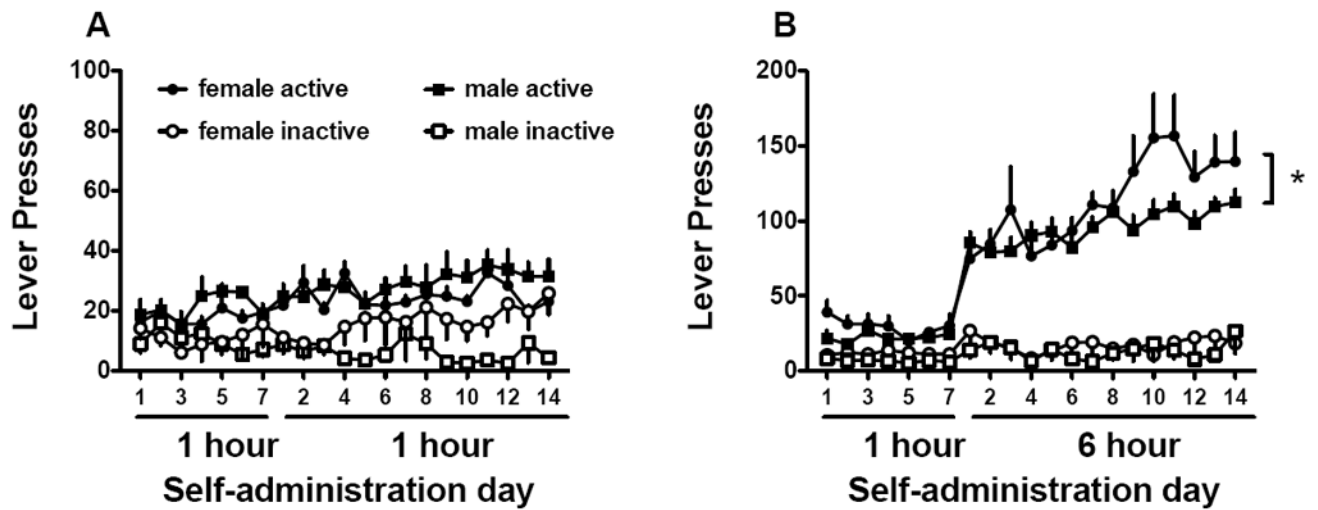 A
B
100
80
60
40
20
0
Lever Presses
female active
male active
female inactive
male inactive
1 3 5 7 2 4 6 8 10 12 14
1 hour 1 hour
Self-administration day
200
150
100
50
0
Lever Presses
*
1 3 5 7 2 4 6 8 10 12 14
1 hour 6 hour
Self-administration day